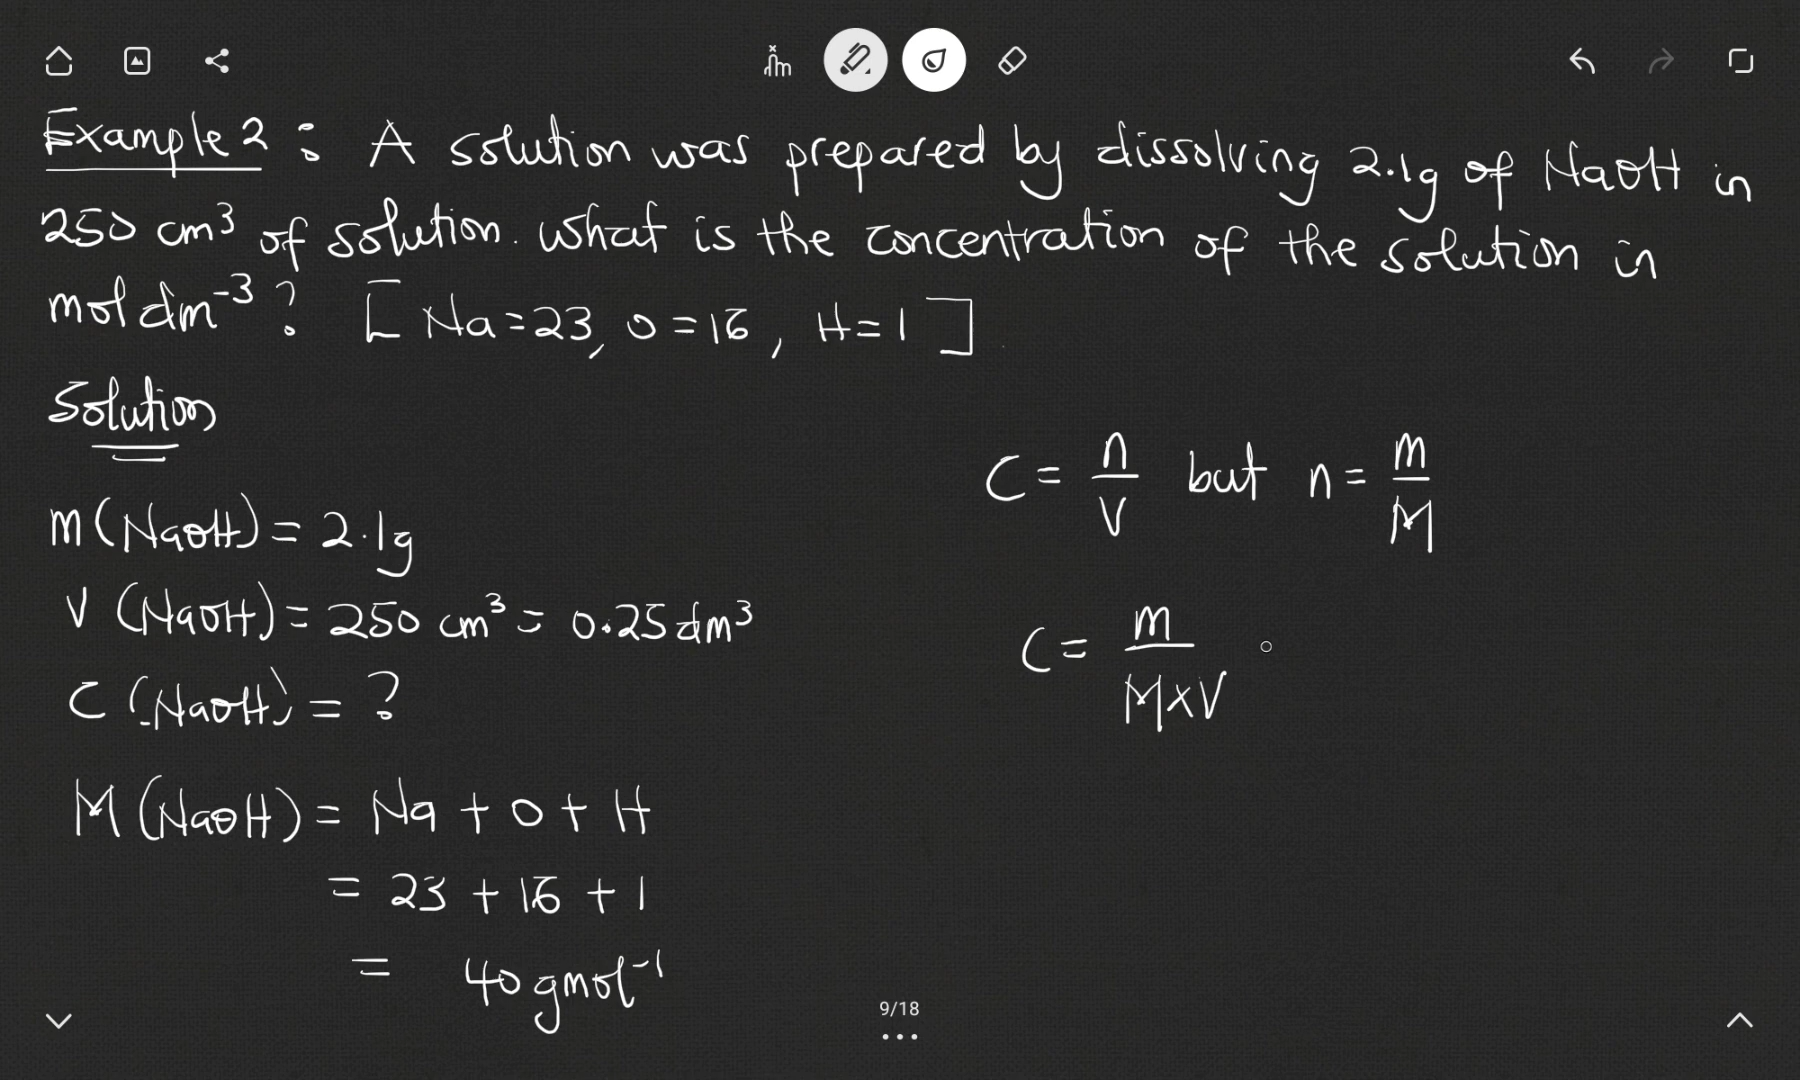 Example 2 : A solution was prepared by dissolving 2.1g of NaOH in
250 cm³ of solution. What is the concentration of the solution in
mol dm⁻³ ? [ Na = 23, O = 16 , H = 1 ]
Solution
m (NaOH) = 2.1g
V (NaOH) = 250 cm³ = 0.25 dm³
C (NaOH) = ?
M (NaOH) = Na + O + H
= 23 + 16 + 1
= 40 gmol⁻¹
C = n/V but n = m/M
C = m/M×V
9/18